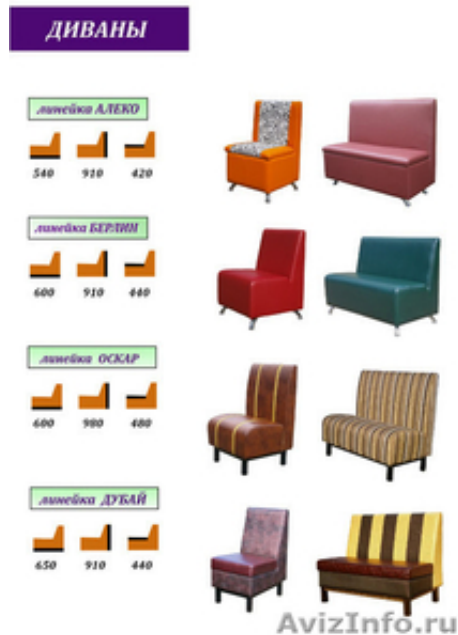 ДИВАНЫ
линейка АЛЕКО
540 910 420
линейка БЕРЛИН
600 910 440
линейка ОСКАР
600 980 480
линейка ДУБАЙ
650 910 440
AvizInfo.ru